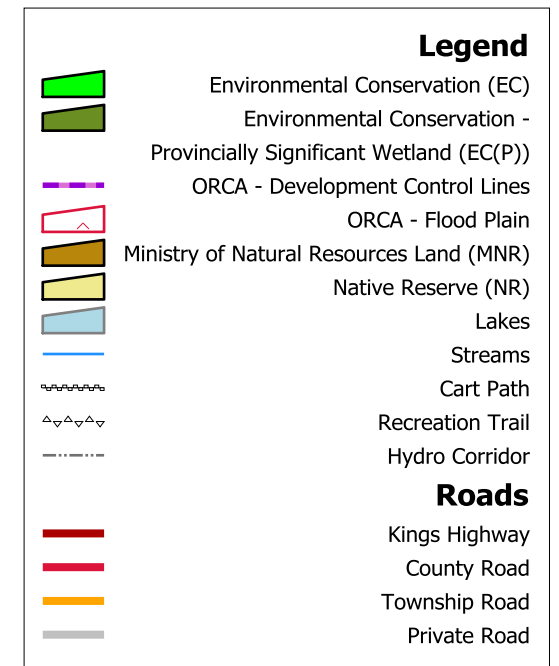 Legend
Environmental Conservation (EC)
Environmental Conservation -
Provincially Significant Wetland (EC(P))
ORCA - Development Control Lines
ORCA - Flood Plain
Ministry of Natural Resources Land (MNR)
Native Reserve (NR)
Lakes
Streams
Cart Path
Recreation Trail
Hydro Corridor
Roads
Kings Highway
County Road
Township Road
Private Road